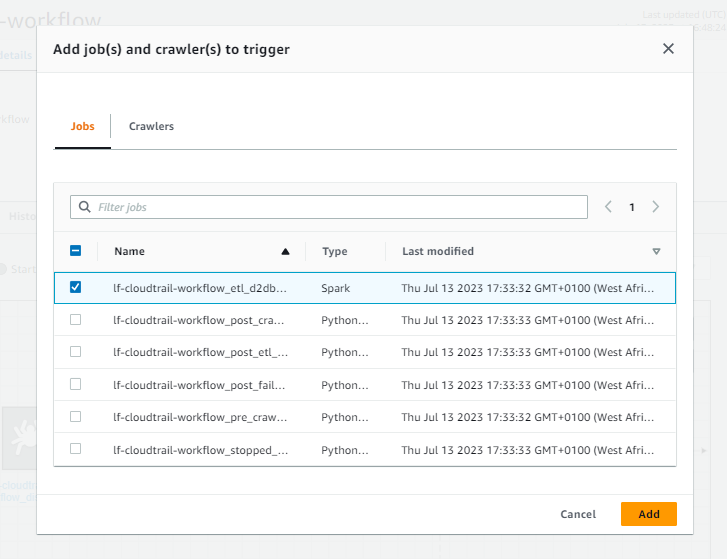 -workflow
Last updated (UTC)
Add job(s) and crawler(s) to trigger
details
Jobs
Crawlers
Filter jobs
1
Histo
Name
Type
Last modified
Start
lf-cloudtrail-workflow_etl_d2db... Spark Thu Jul 13 2023 17:33:32 GMT+0100 (West Afri...
lf-cloudtrail-workflow_post_cra... Python... Thu Jul 13 2023 17:33:33 GMT+0100 (West Afri...
lf-cloudtrail-workflow_post_etl_... Python... Thu Jul 13 2023 17:33:33 GMT+0100 (West Afri...
lf-cloudtrail-workflow_post_fail... Python... Thu Jul 13 2023 17:33:33 GMT+0100 (West Afri...
lf-cloudtrail-workflow_pre_craw... Python... Thu Jul 13 2023 17:33:32 GMT+0100 (West Afri...
lf-cloudtrail-workflow_stopped_... Python... Thu Jul 13 2023 17:33:33 GMT+0100 (West Afri...
Cancel
Add